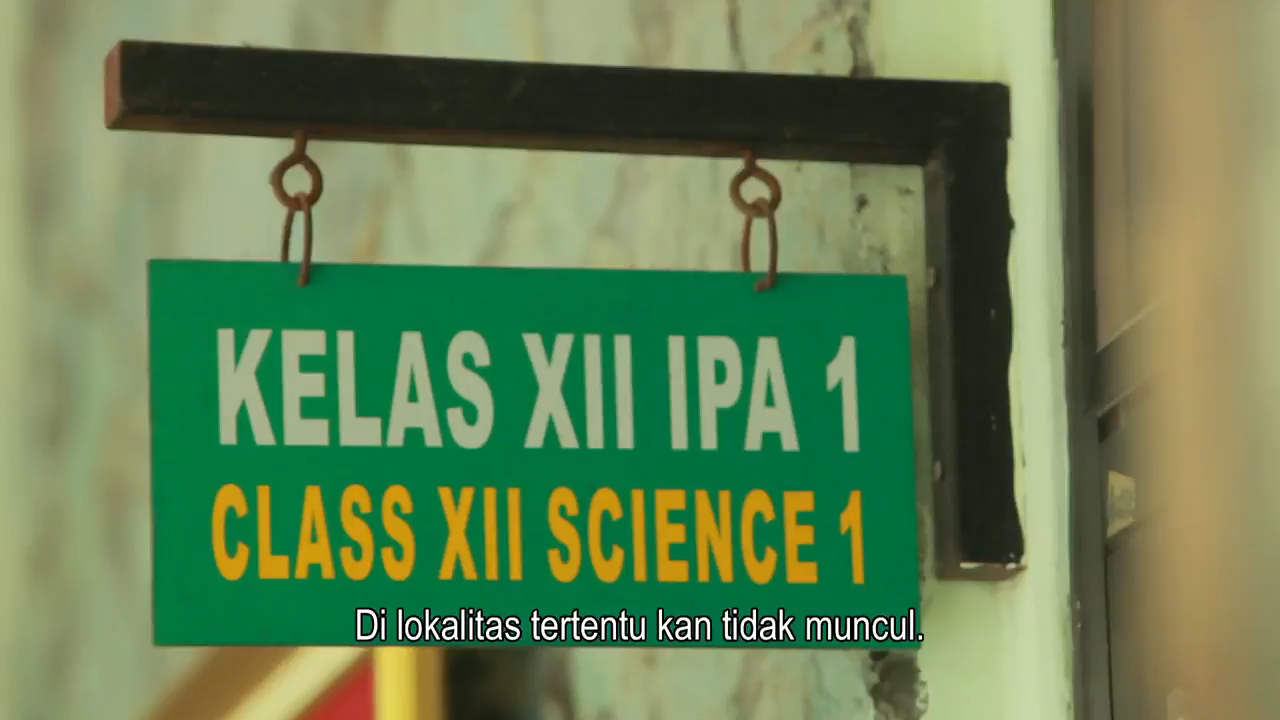 KELAS XII IPA 1
CLASS XII SCIENCE 1
Di lokalitas tertentu kan tidak muncul.